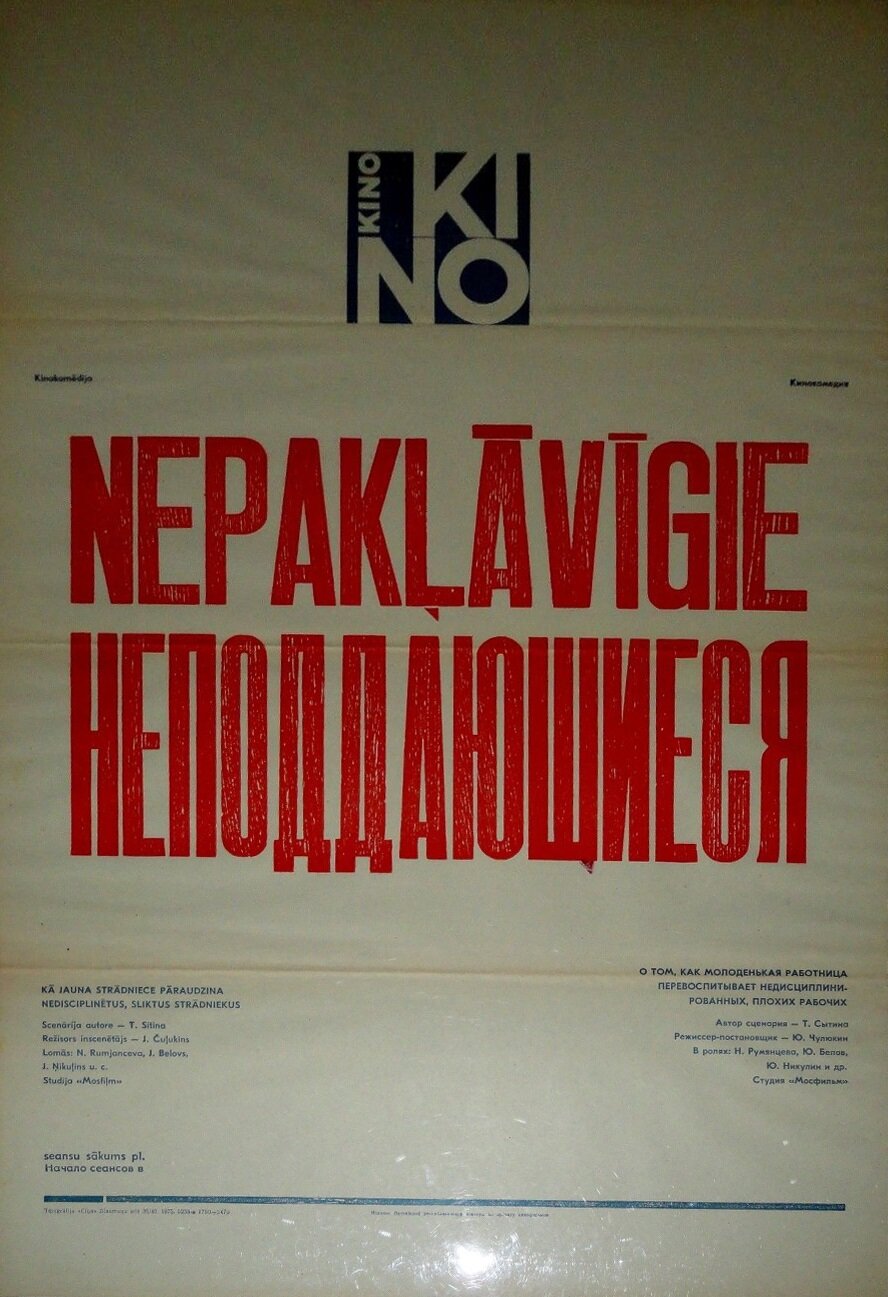 KINO
KINO
Kinokomēdija
Кинокомедия
NEPAKĻĀVĪGIE
НЕПОДДАЮЩИЕСЯ
KĀ JAUNA STRĀDNIECE PĀRAUDZINA
NEDISCIPLINĒTUS, SLIKTUS STRĀDNIEKUS
Scenārija autore — T. Sitina
Režisors inscenētājs — J. Čuļukins
Lomās: N. Rumjanceva, J. Belovs,
J. Ņikuļins u. c.
Studija «Mosfiļm»
О ТОМ, КАК МОЛОДЕНЬКАЯ РАБОТНИЦА
ПЕРЕВОСПИТЫВАЕТ НЕДИСЦИПЛИНИ-
РОВАННЫХ, ПЛОХИХ РАБОЧИХ
Автор сценария — Т. Сытина
Режиссер-постановщик — Ю. Чулюкин
В ролях: Н. Румянцева, Ю. Белов,
Ю. Никулин и др.
Студия «Мосфильм»
seansu sākums pl.
Начало сеансов в